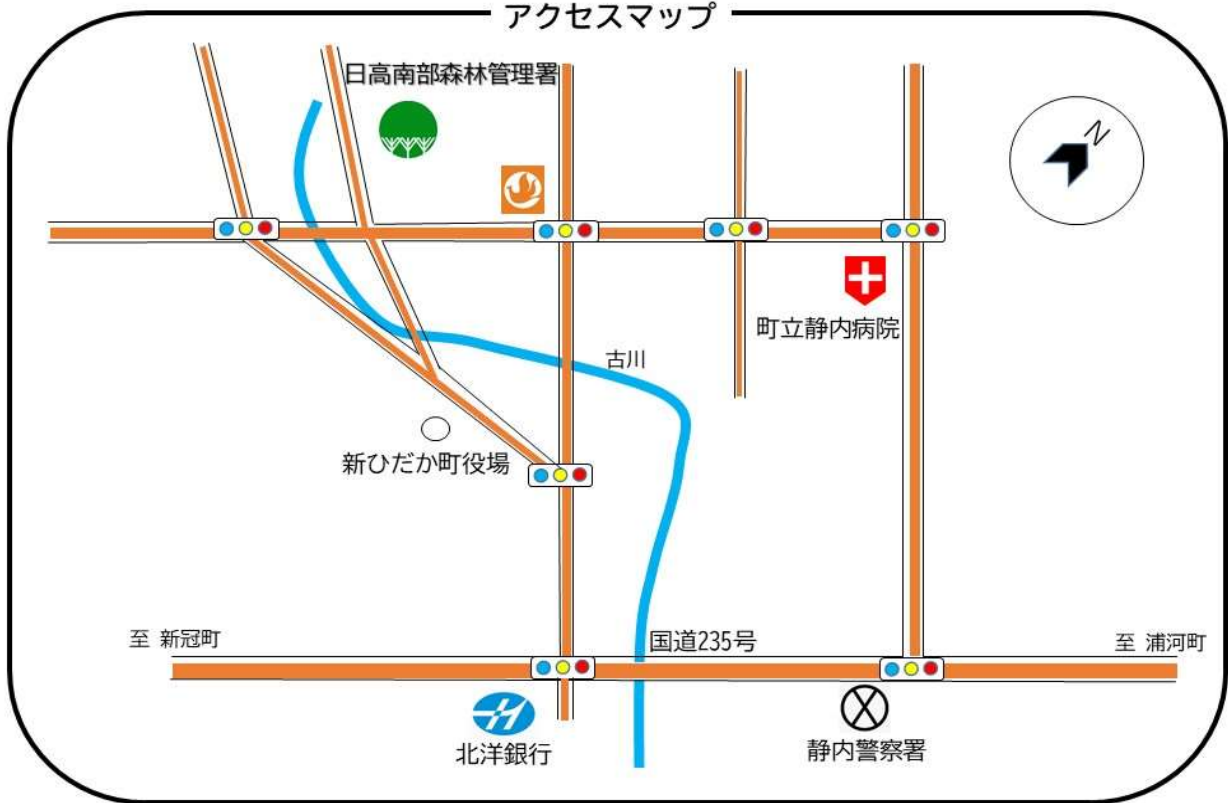 アクセスマップ
日高南部森林管理署
N
町立静内病院
古川
新ひだか町役場
至 新冠町
国道235号
至 浦河町
北洋銀行
静内警察署